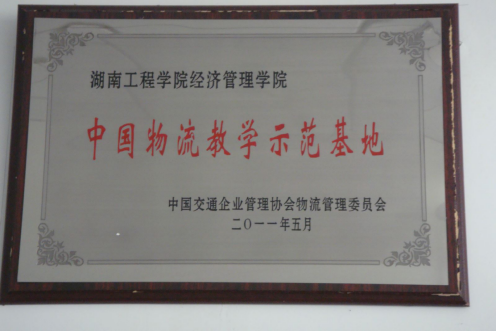 湖南工程学院经济管理学院
中国物流教学示范基地
中国交通企业管理协会物流管理委员会
二〇一一年五月